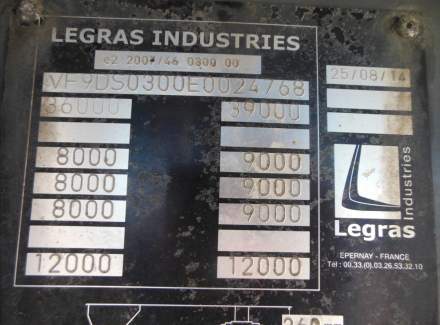 LEGRAS INDUSTRIES
e2 2007/46 0300 00
VF9DS0300E0024768 25/08/14
36000 39000
8000 9000
8000 9000
8000 9000
12000 12000
Legras Industries
EPERNAY - FRANCE
Tél : 00.33.(0).03.26.53.32.10